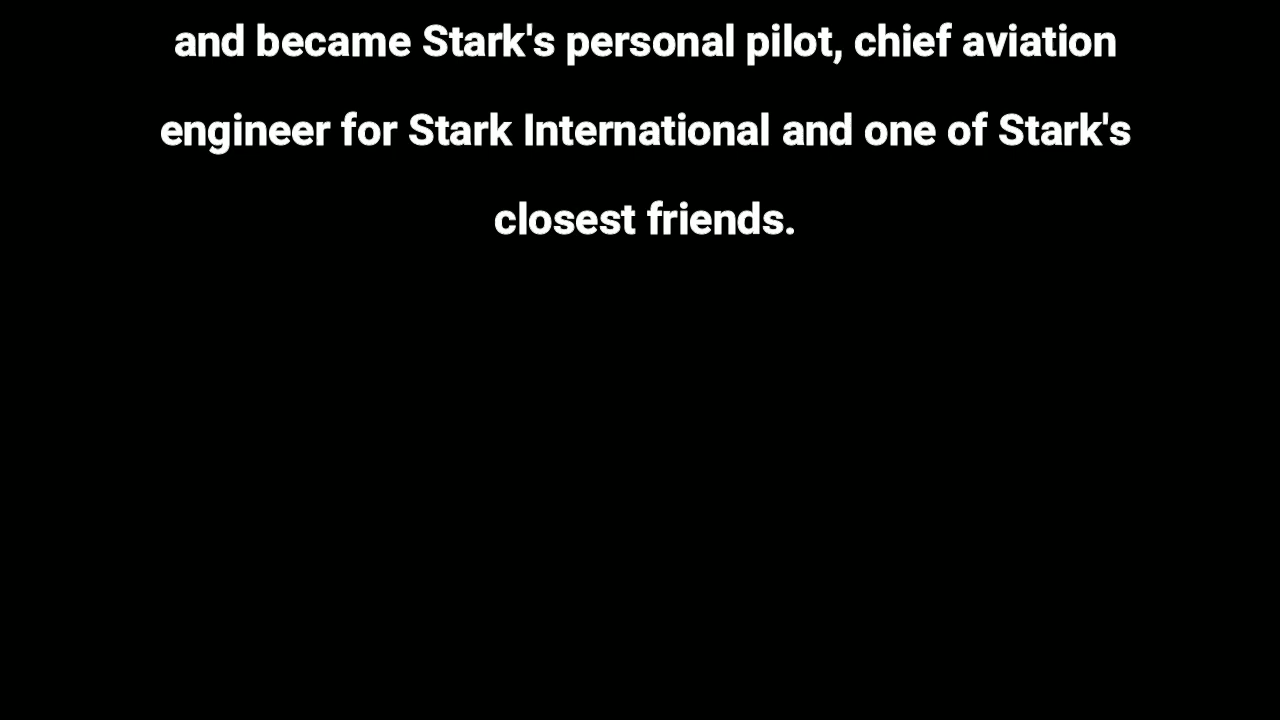 and became Stark's personal pilot, chief aviation
engineer for Stark International and one of Stark's
closest friends.